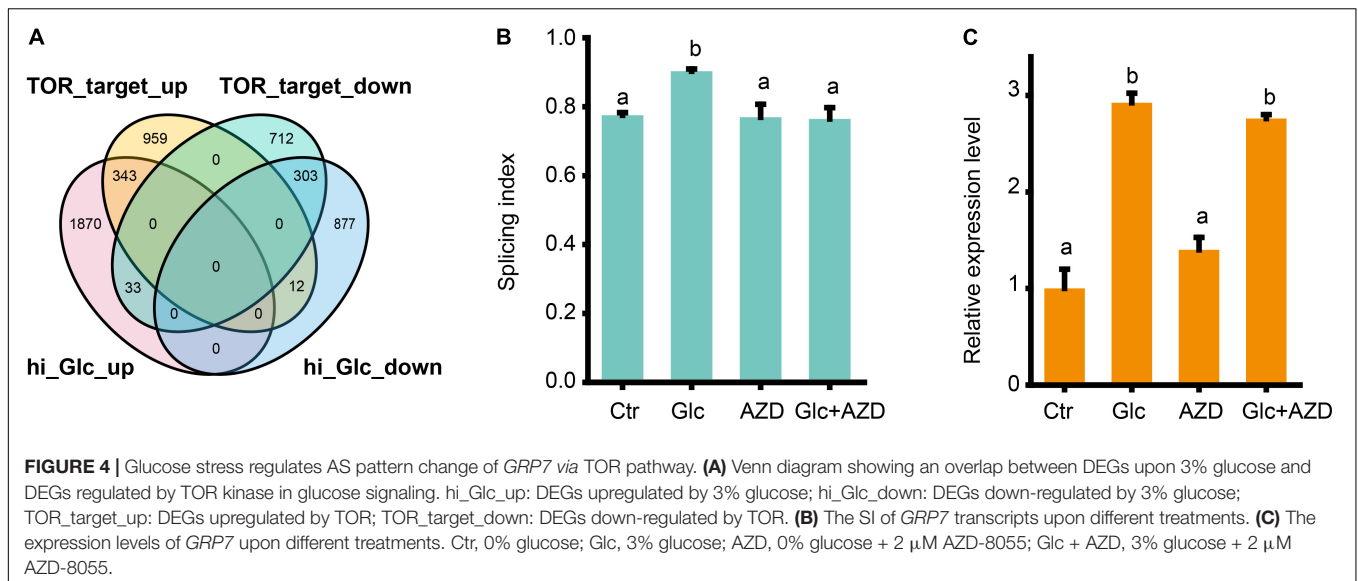 A
TOR_target_up TOR_target_down
959 712
0
343 303
1870 0 0 877
0
33 12
0 0
0
hi_Glc_up hi_Glc_down
B
Splicing index
1.0
0.8
0.6
0.4
0.2
0.0
a b a a
Ctr Glc AZD Glc+AZD
C
Relative expression level
3
2
1
0
a b a b
Ctr Glc AZD Glc+AZD
FIGURE 4 | Glucose stress regulates AS pattern change of GRP7 via TOR pathway. (A) Venn diagram showing an overlap between DEGs upon 3% glucose and
DEGs regulated by TOR kinase in glucose signaling. hi_Glc_up: DEGs upregulated by 3% glucose; hi_Glc_down: DEGs down-regulated by 3% glucose;
TOR_target_up: DEGs upregulated by TOR; TOR_target_down: DEGs down-regulated by TOR. (B) The SI of GRP7 transcripts upon different treatments. (C) The
expression levels of GRP7 upon different treatments. Ctr, 0% glucose; Glc, 3% glucose; AZD, 0% glucose + 2 μM AZD-8055; Glc + AZD, 3% glucose + 2 μM
AZD-8055.